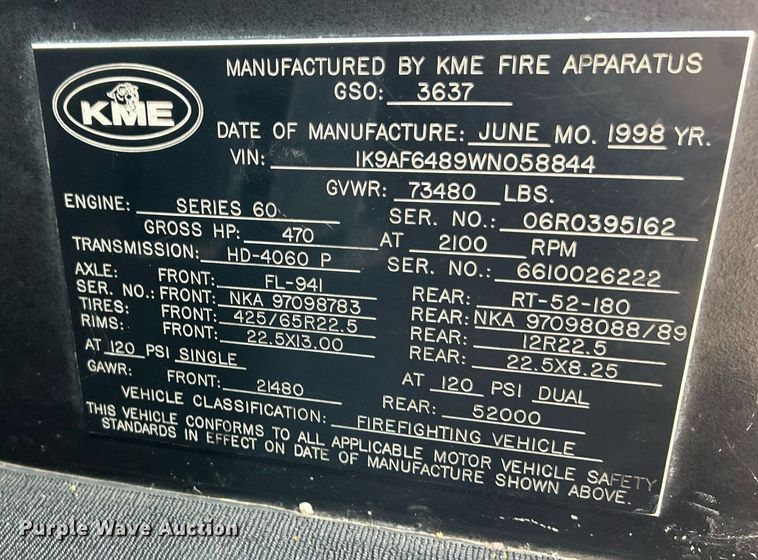 KME
MANUFACTURED BY KME FIRE APPARATUS
GSO: 3637
DATE OF MANUFACTURE: JUNE MO. 1998 YR.
VIN: 1K9AF6489WN058844
GVWR: 73480 LBS.
ENGINE: SERIES 60 SER. NO.: 06R0395162
GROSS HP: 470 AT 2100 RPM
TRANSMISSION: HD-4060 P SER. NO.: 6610026222
AXLE: FRONT: FL-941 REAR: RT-52-180
SER. NO.: FRONT: NKA 97098783 REAR: NKA 97098088/89
TIRES: FRONT: 425/65R22.5 REAR: 12R22.5
RIMS: FRONT: 22.5X13.00 REAR: 22.5X8.25
AT 120 PSI SINGLE AT 120 PSI DUAL
GAWR: FRONT: 21480 REAR: 52000
VEHICLE CLASSIFICATION: FIREFIGHTING VEHICLE
THIS VEHICLE CONFORMS TO ALL APPLICABLE MOTOR VEHICLE SAFETY
STANDARDS IN EFFECT ON DATE OF MANUFACTURE SHOWN ABOVE.
Purple Wave Auction